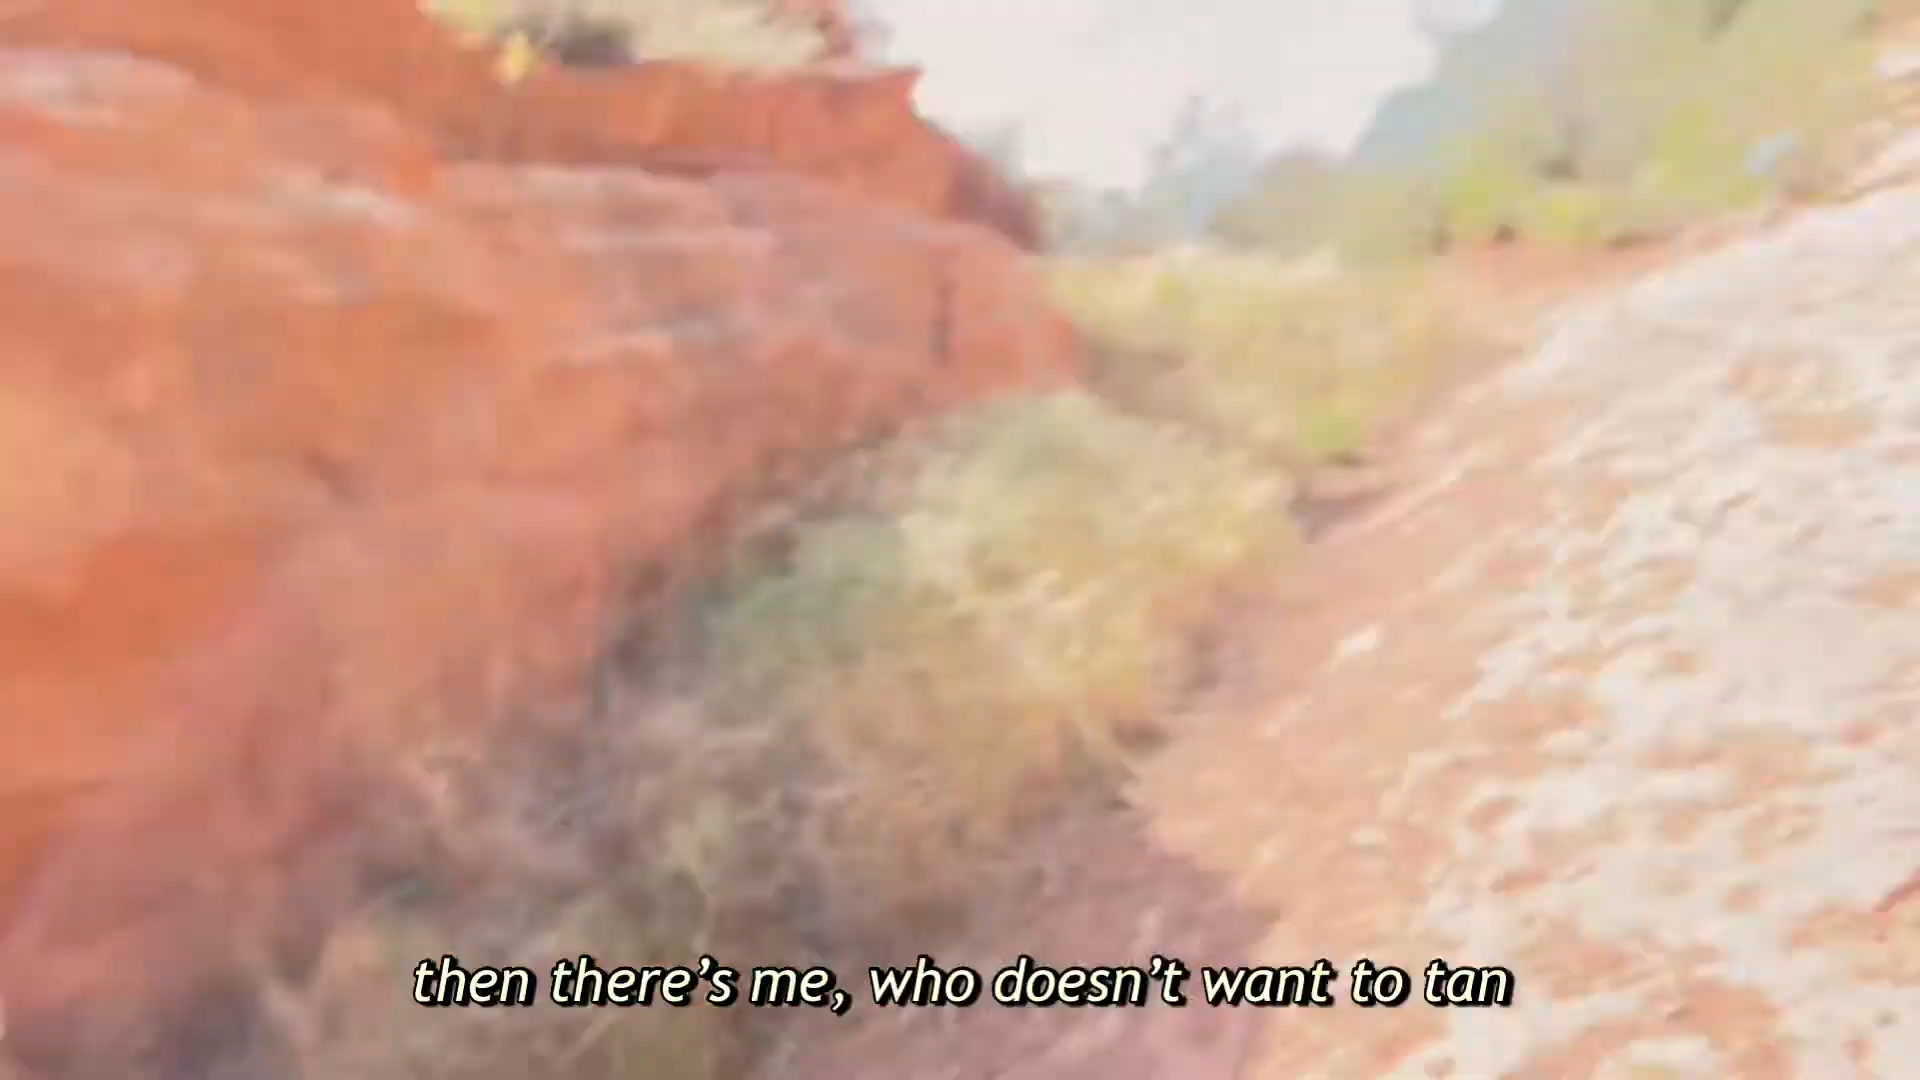 then there’s me, who doesn’t want to tan